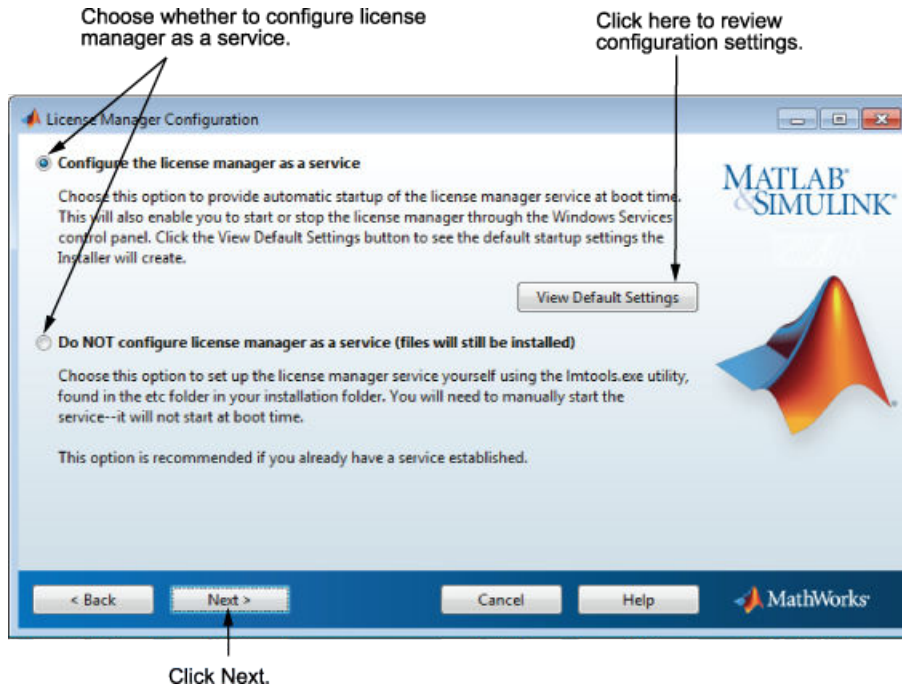 Choose whether to configure license
manager as a service.
Click here to review
configuration settings.
License Manager Configuration
Configure the license manager as a service
Choose this option to provide automatic startup of the license manager service at boot time.
This will also enable you to start or stop the license manager through the Windows Services
control panel. Click the View Default Settings button to see the default startup settings the
Installer will create.
View Default Settings
Do NOT configure license manager as a service (files will still be installed)
Choose this option to set up the license manager service yourself using the lmtools.exe utility,
found in the etc folder in your installation folder. You will need to manually start the
service--it will not start at boot time.
This option is recommended if you already have a service established.
MATLAB®
&SIMULINK®
< Back
Next >
Cancel
Help
MathWorks®
Click Next.